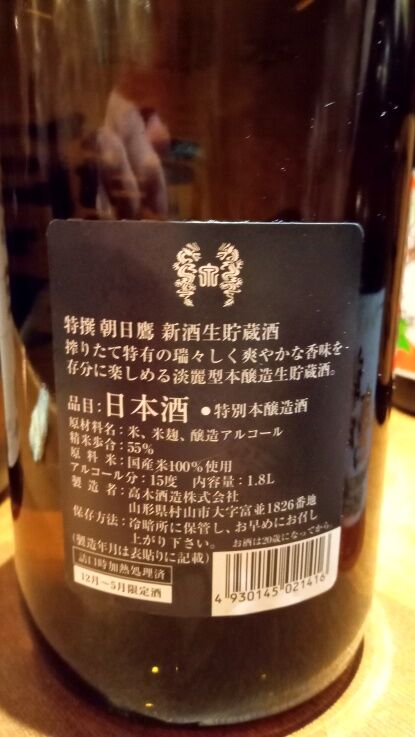 特撰 朝日鷹 新酒生貯蔵酒
搾りたて特有の瑞々しく爽やかな香味を
存分に楽しめる淡麗型本醸造生貯蔵酒。
品目:日本酒 ●特別本醸造酒
原材料名:米、米麹、醸造アルコール
精米歩合:55%
原料米:国産米100%使用
アルコール分:15度 内容量:1.8L
製造者:高木酒造株式会社
山形県村山市大字富並1826番地
保存方法:冷暗所に保管し、お早めにお召し
上がり下さい。 お酒は20歳になってから。
(製造年月は表貼りに記載)
詰口時加熱処理済
12月〜5月限定酒
4 930145 021416